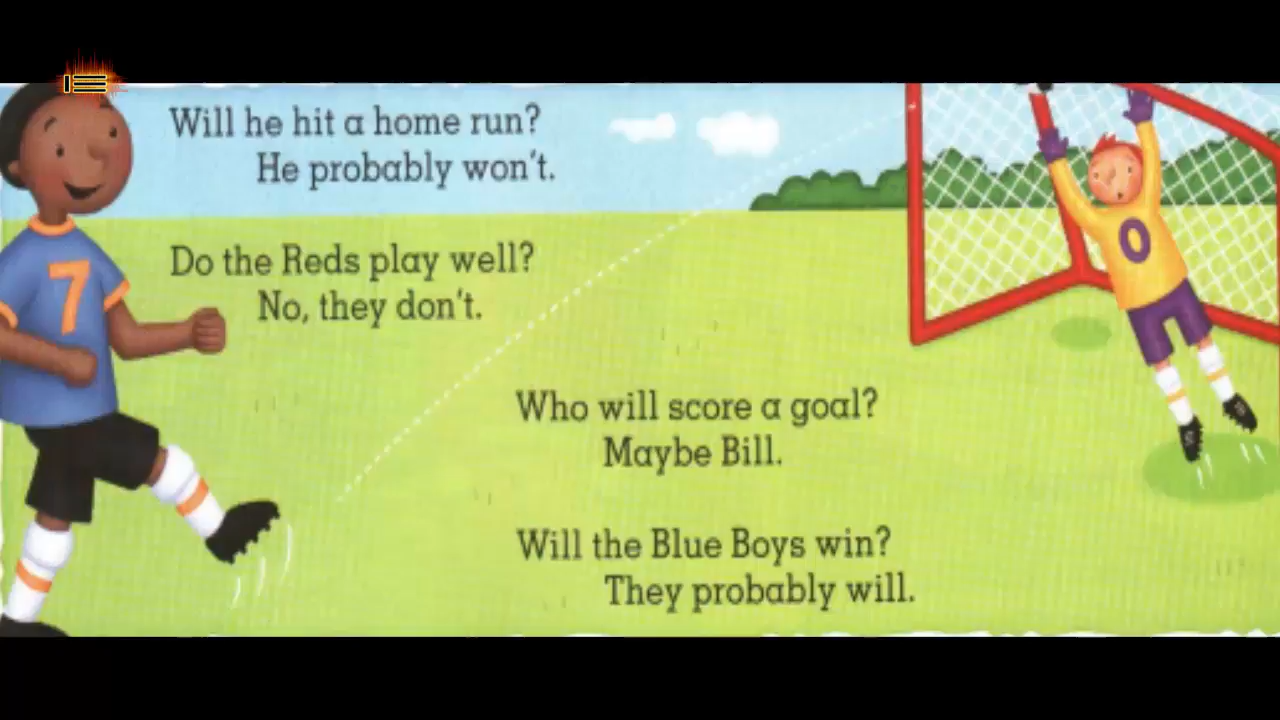 Will he hit a home run?
He probably won't.
Do the Reds play well?
No, they don't.
Who will score a goal?
Maybe Bill.
Will the Blue Boys win?
They probably will.
7
0